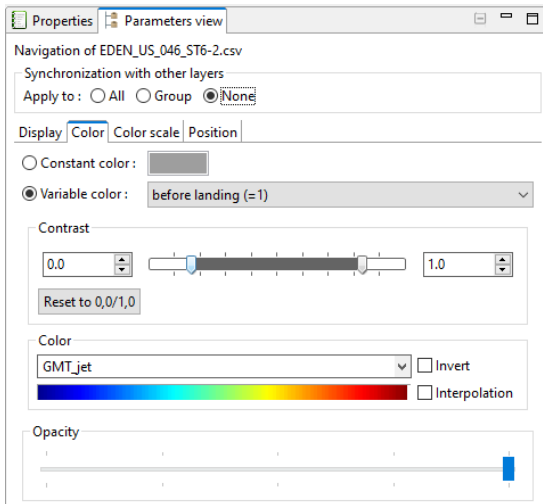 Properties Parameters view
Navigation of EDEN_US_046_ST6-2.csv
Synchronization with other layers
Apply to : All Group None
Display Color Color scale Position
Constant color :
Variable color : before landing (=1)
Contrast
0.0 1.0
Reset to 0,0/1,0
Color
GMT_jet Invert
Interpolation
Opacity